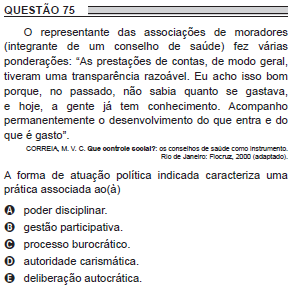 QUESTÃO 75
O representante das associações de moradores
(integrante de um conselho de saúde) fez várias
ponderações: “As prestações de contas, de modo geral,
tiveram uma transparência razoável. Eu acho isso bom
porque, no passado, não sabia quanto se gastava,
e hoje, a gente já tem conhecimento. Acompanho
permanentemente o desenvolvimento do que entra e do
que é gasto”.
CORREIA, M. V. C. Que controle social?: os conselhos de saúde como instrumento.
Rio de Janeiro: Fiocruz, 2000 (adaptado).
A forma de atuação política indicada caracteriza uma
prática associada ao(à)
A poder disciplinar.
B gestão participativa.
C processo burocrático.
D autoridade carismática.
E deliberação autocrática.